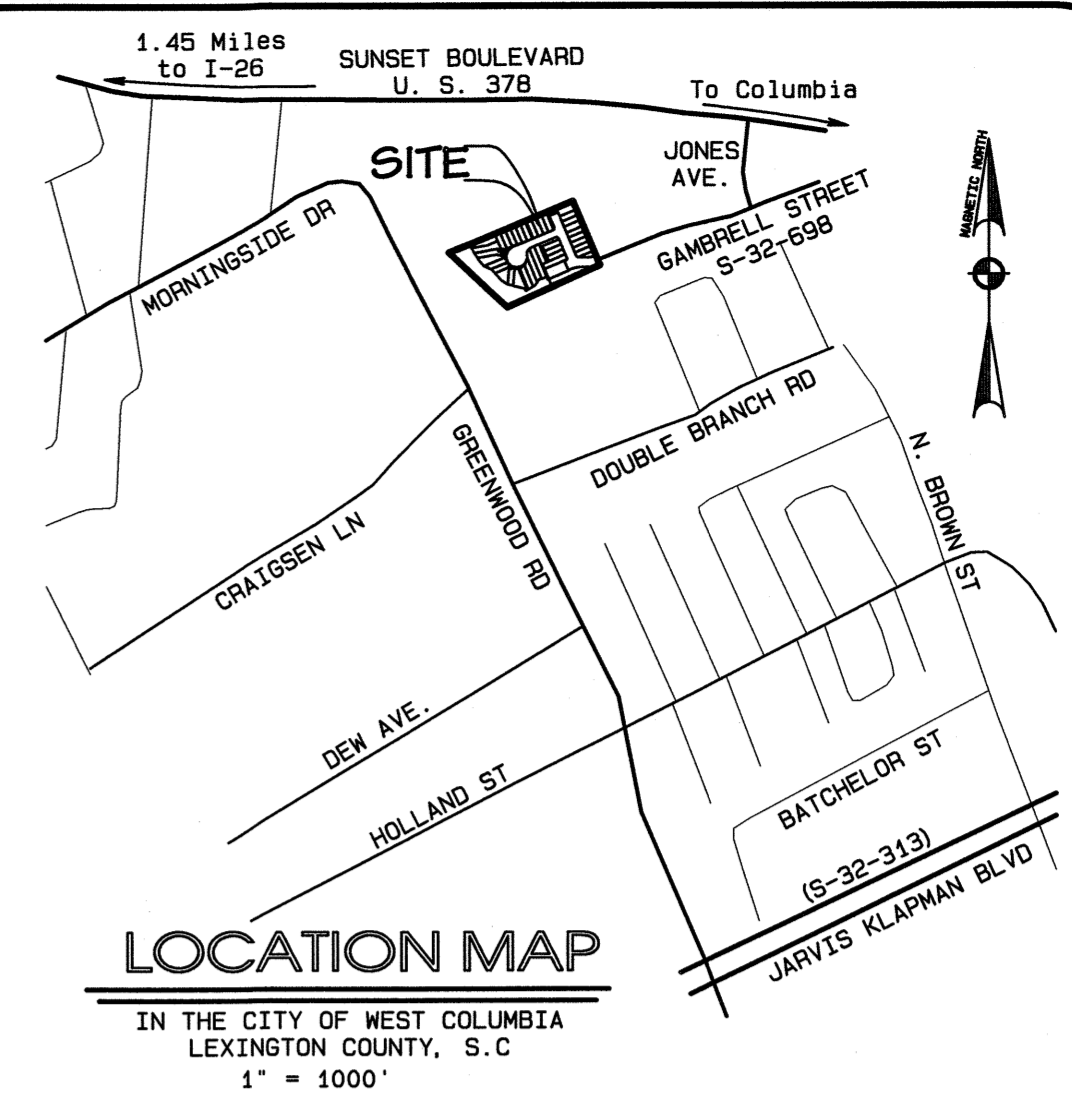 1.45 Miles
to I-26
SUNSET BOULEVARD
U. S. 378
To Columbia
SITE
JONES
AVE.
MAGNETIC NORTH
GAMBRELL STREET
S-32-698
MORNINGSIDE DR
DOUBLE BRANCH RD
GREENWOOD RD
N. BROWN ST
CRAIGSEN LN
DEW AVE.
HOLLAND ST
BATCHELOR ST
(S-32-313)
JARVIS KLAPMAN BLVD
LOCATION MAP
IN THE CITY OF WEST COLUMBIA
LEXINGTON COUNTY, S.C
1" = 1000'